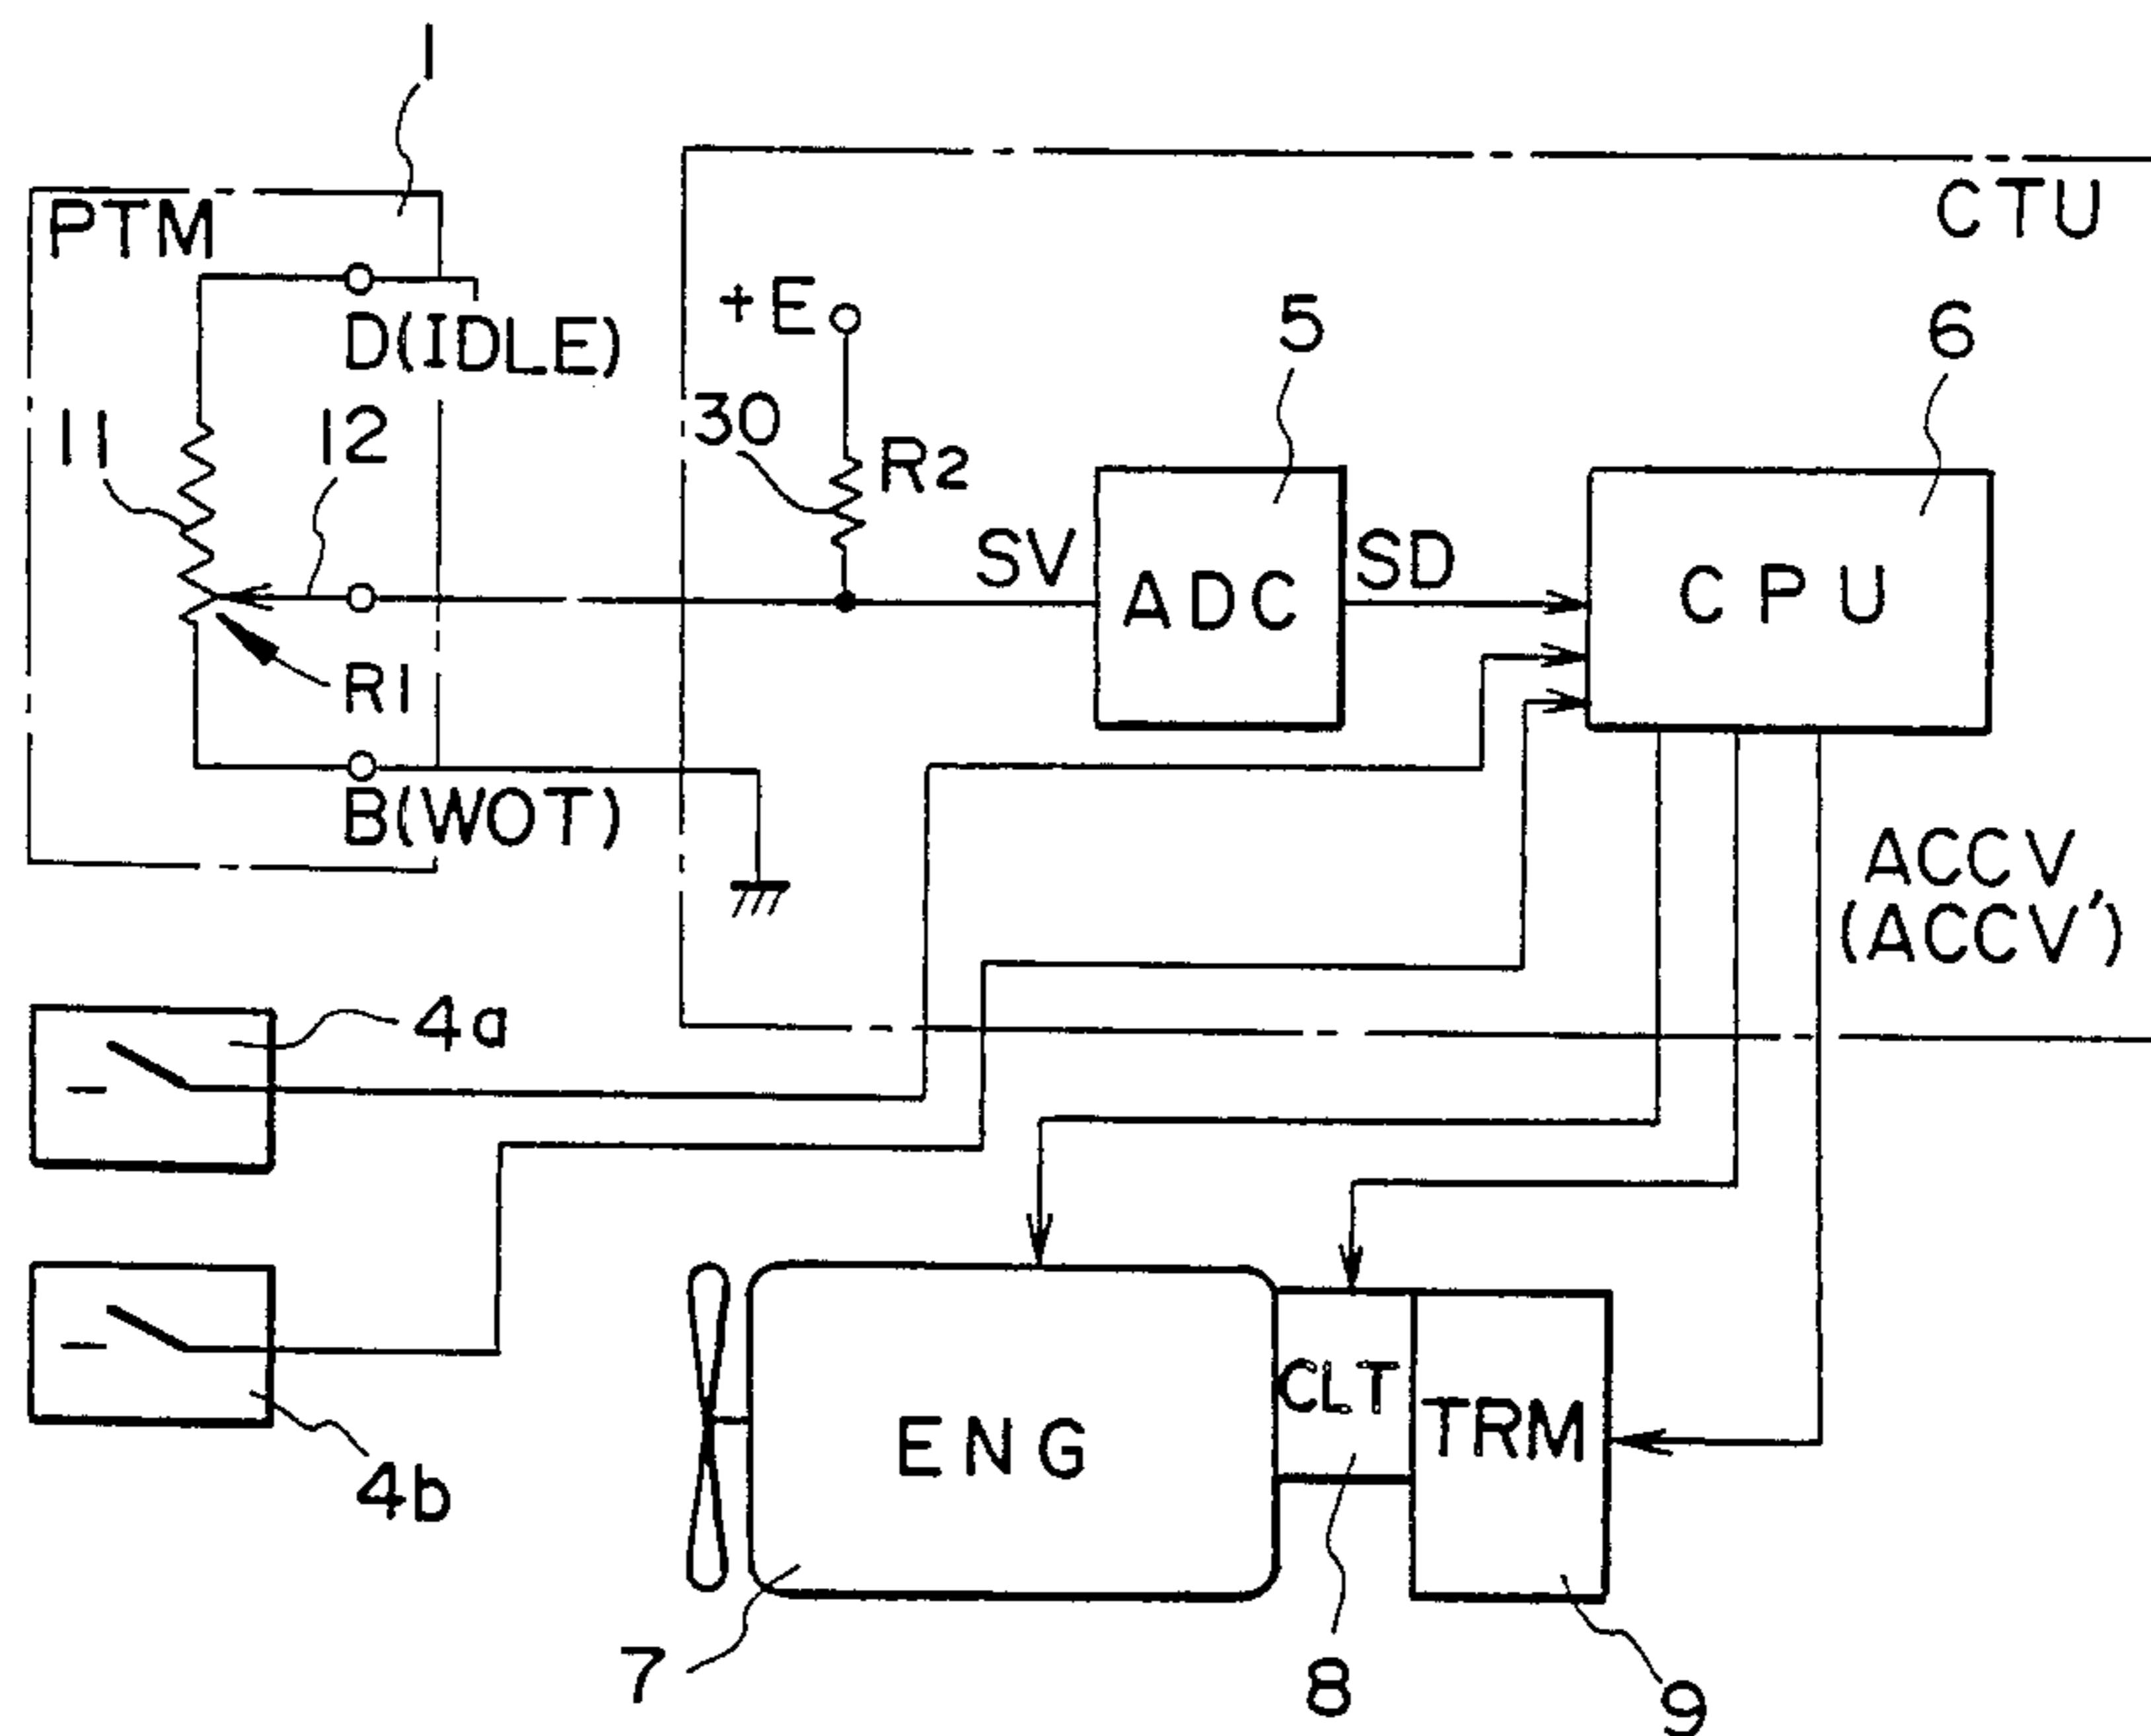 1
PTM
CTU
D(IDLE)
+E
5
6
11
12
30
R2
SV
ADC
SD
CPU
R1
B(WOT)
ACCV
(ACCV')
4a
4b
ENG
CLT
TRM
7
8
9